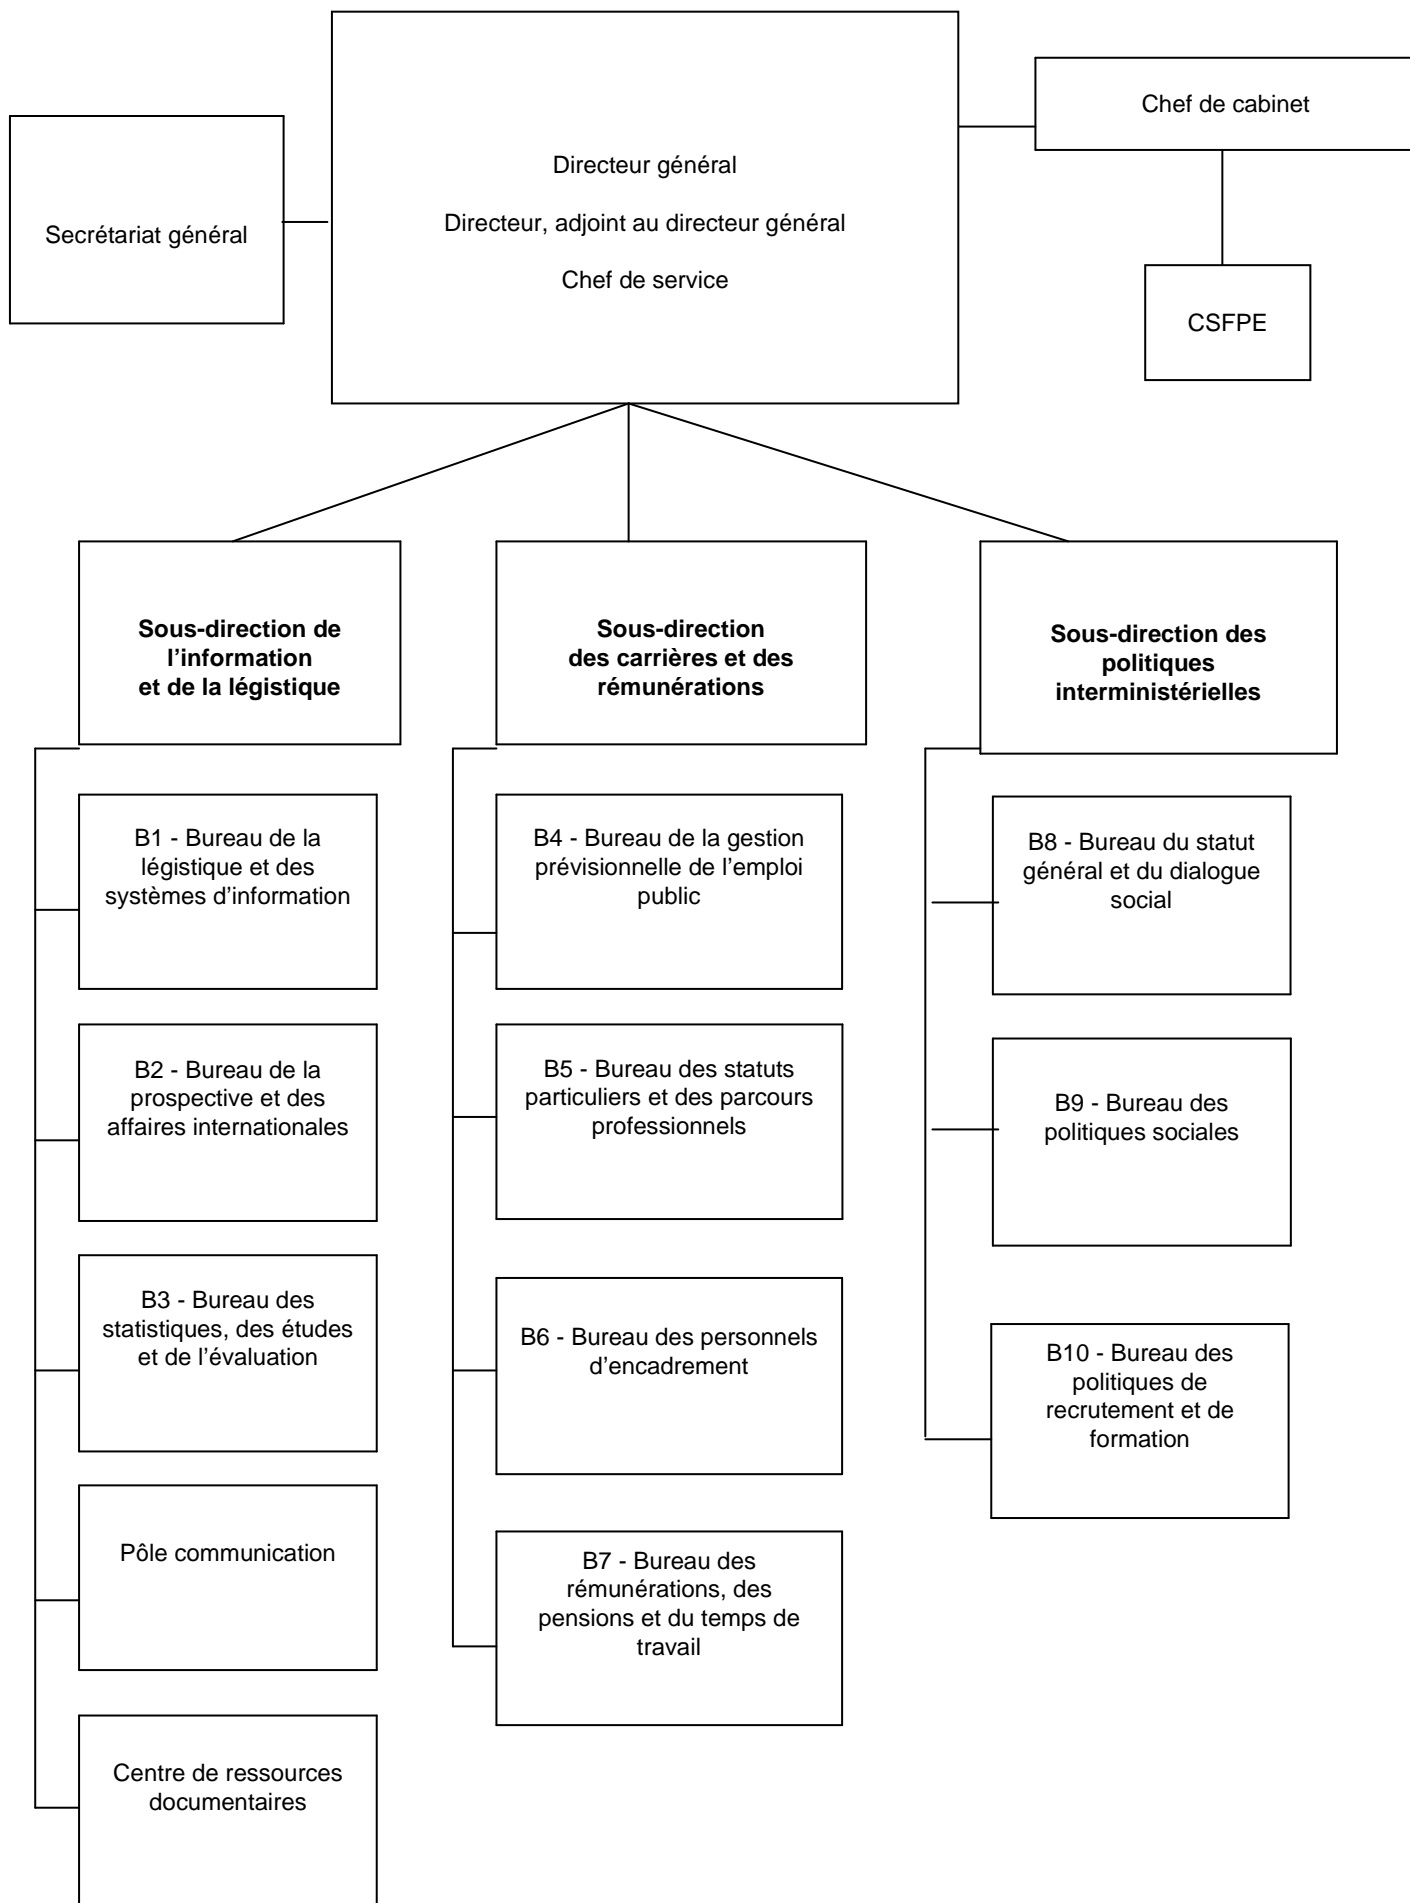 Chef de cabinet
Directeur général
Directeur, adjoint au directeur général
Chef de service
Secrétariat général
CSFPE
Sous-direction de
l’information
et de la légistique
B1 - Bureau de la
légistique et des
systèmes d’information
B2 - Bureau de la
prospective et des
affaires internationales
B3 - Bureau des
statistiques, des études
et de l’évaluation
Pôle communication
Centre de ressources
documentaires
Sous-direction
des carrières et des
rémunérations
B4 - Bureau de la gestion
prévisionnelle de l’emploi
public
B5 - Bureau des statuts
particuliers et des parcours
professionnels
B6 - Bureau des personnels
d’encadrement
B7 - Bureau des
rémunérations, des
pensions et du temps de
travail
Sous-direction des
politiques
interministérielles
B8 - Bureau du statut
général et du dialogue
social
B9 - Bureau des
politiques sociales
B10 - Bureau des
politiques de
recrutement et de
formation